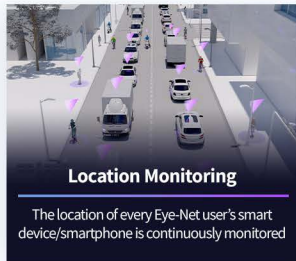 Location Monitoring
The location of every Eye-Net user's smart
device/smartphone is continuously monitored